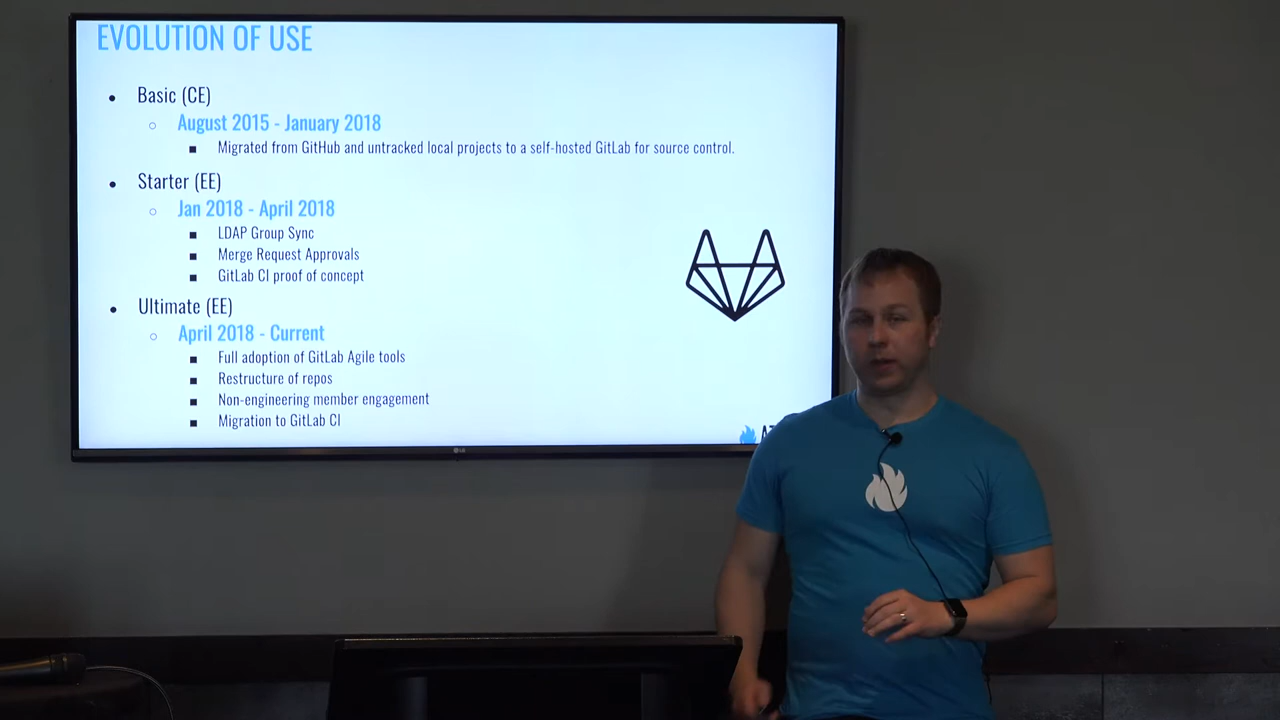 EVOLUTION OF USE
Basic (CE)
August 2015 - January 2018
Migrated from GitHub and untracked local projects to a self-hosted GitLab for source control.
Starter (EE)
Jan 2018 - April 2018
LDAP Group Sync
Merge Request Approvals
GitLab CI proof of concept
Ultimate (EE)
April 2018 - Current
Full adoption of GitLab Agile tools
Restructure of repos
Non-engineering member engagement
Migration to GitLab CI
LG